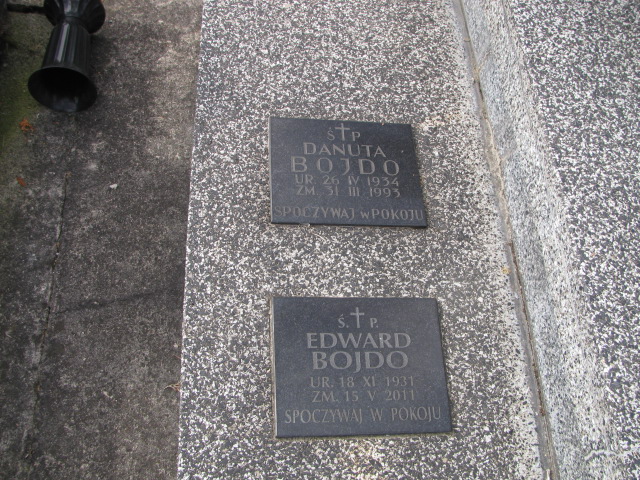 Ś † P
DANUTA
BOJDO
UR. 26 IV 1934
ZM. 31 III 1993
SPOCZYWAJ w POKOJU
Ś. † P.
EDWARD
BOJDO
UR. 18 XI 1931
ZM. 15 V 2011
SPOCZYWAJ W POKOJU